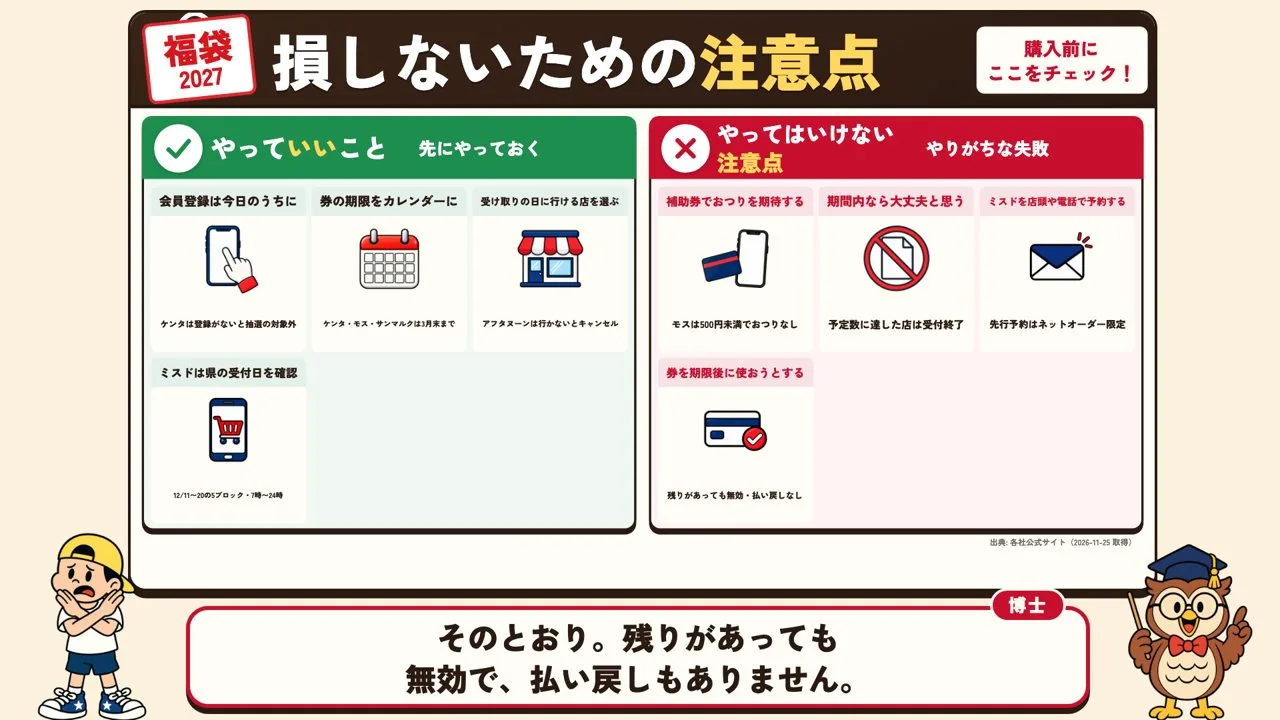 福袋
2027
損しないための注意点
購入前に
ここをチェック！
やっていいこと
先にやっておく
会員登録は今日のうちに
券の期限をカレンダーに
受け取りの日に行ける店を選ぶ
ケンタは登録がないと抽選の対象外
ケンタ・モス・サンマルクは3月末まで
アフタヌーンは行かないとキャンセル
ミスドは県の受付日を確認
12/11〜20の5ブロック・7時〜24時
やってはいけない
注意点
やりがちな失敗
補助券でおつりを期待する
期間内なら大丈夫と思う
ミスドを店頭や電話で予約する
モスは500円未満でおつりなし
予定数に達した店は受付終了
先行予約はネットオーダー限定
券を期限後に使おうとする
残りがあっても無効・払い戻しなし
出典: 各社公式サイト（2026-11-25 取得）
博士
そのとおり。残りがあっても
無効で、払い戻しもありません。